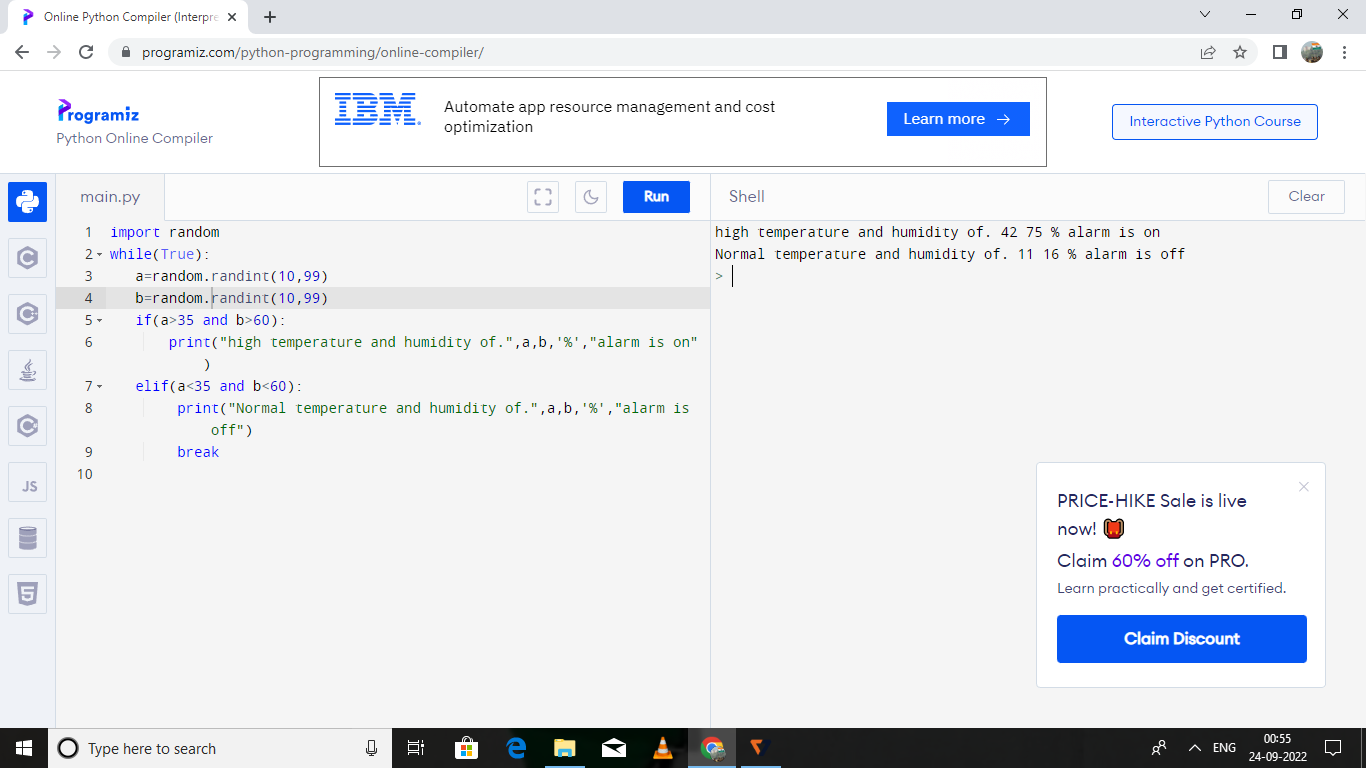 Online Python Compiler (Interpre
programiz.com/python-programming/online-compiler/
Programiz
Python Online Compiler
IBM
Automate app resource management and cost
optimization
Learn more
Interactive Python Course
main.py
Run
Shell
Clear
1 import random
2 while(True):
3 a=random.randint(10,99)
4 b=random.randint(10,99)
5 if(a>35 and b>60):
6 print("high temperature and humidity of.",a,b,'%',"alarm is on"
)
7 elif(a<35 and b<60):
8 print("Normal temperature and humidity of.",a,b,'%',"alarm is
off")
9 break
10
high temperature and humidity of. 42 75 % alarm is on
Normal temperature and humidity of. 11 16 % alarm is off
>
JS
PRICE-HIKE Sale is live
now!
Claim 60% off on PRO.
Learn practically and get certified.
Claim Discount
Type here to search
ENG
00:55
24-09-2022